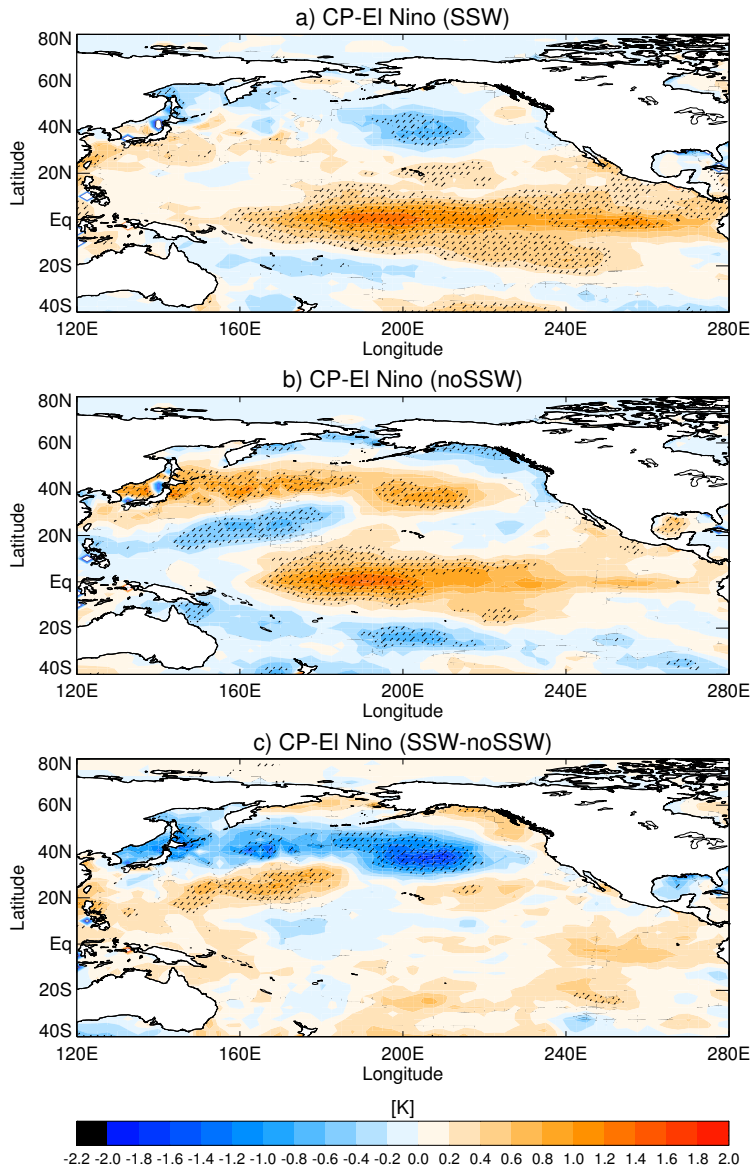 a) CP-El Nino (SSW)
80N
60N
40N
20N
Eq
20S
40S
Latitude
120E 160E 200E 240E 280E
Longitude
b) CP-El Nino (noSSW)
80N
60N
40N
20N
Eq
20S
40S
Latitude
120E 160E 200E 240E 280E
Longitude
c) CP-El Nino (SSW-noSSW)
80N
60N
40N
20N
Eq
20S
40S
Latitude
120E 160E 200E 240E 280E
Longitude
[K]
-2.2 -2.0 -1.8 -1.6 -1.4 -1.2 -1.0 -0.8 -0.6 -0.4 -0.2 0.0 0.2 0.4 0.6 0.8 1.0 1.2 1.4 1.6 1.8 2.0